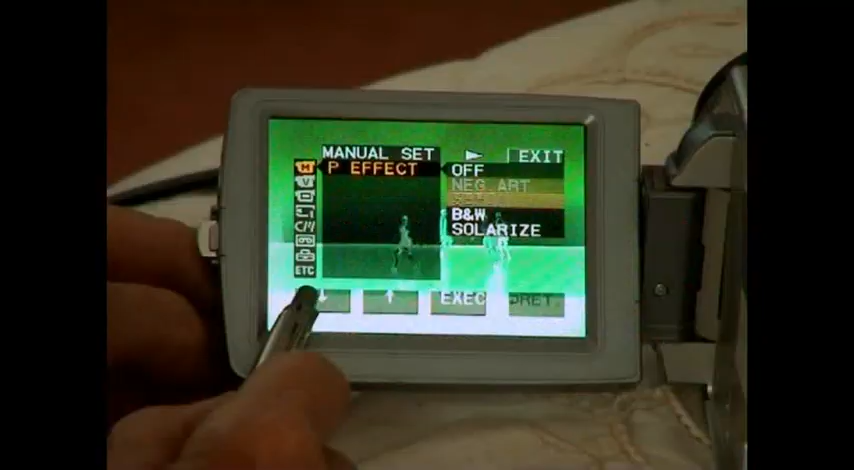 MANUAL SET
EXIT
P EFFECT
OFF
NEG ART
B&W
SOLARIZE
ETC
EXEC
RET.